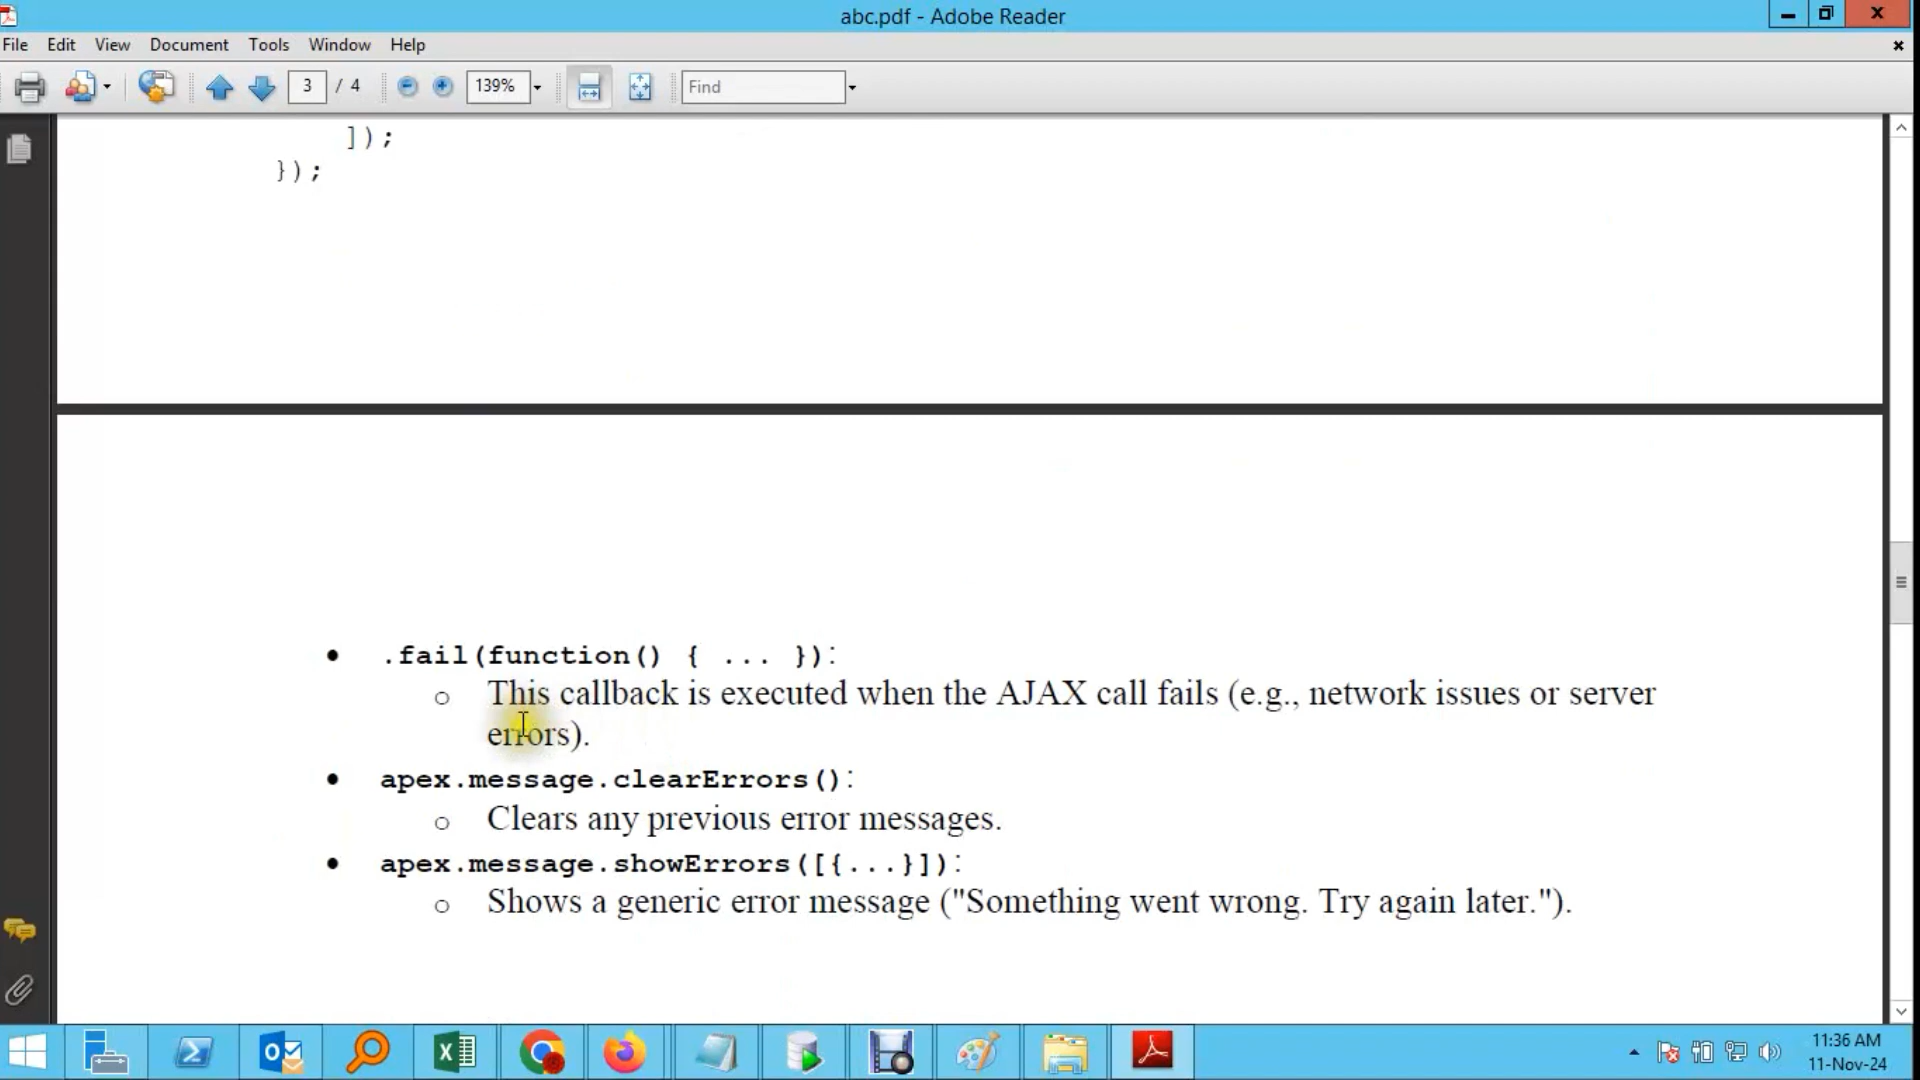 abc.pdf - Adobe Reader
File Edit View Document Tools Window Help
3 / 4 139% Find
]);
});
.fail(function() { ... }):
This callback is executed when the AJAX call fails (e.g., network issues or server
errors).
apex.message.clearErrors():
Clears any previous error messages.
apex.message.showErrors([{...}]):
Shows a generic error message ("Something went wrong. Try again later.").
11:36 AM
11-Nov-24